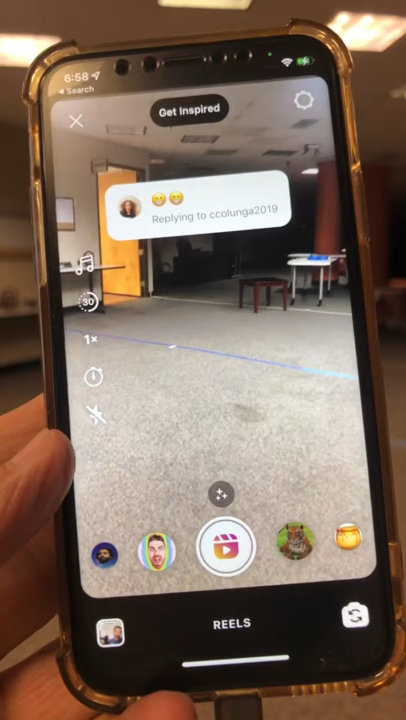 6:58
Search
Get Inspired
😁😁
Replying to ccolunga2019
30
1×
REELS